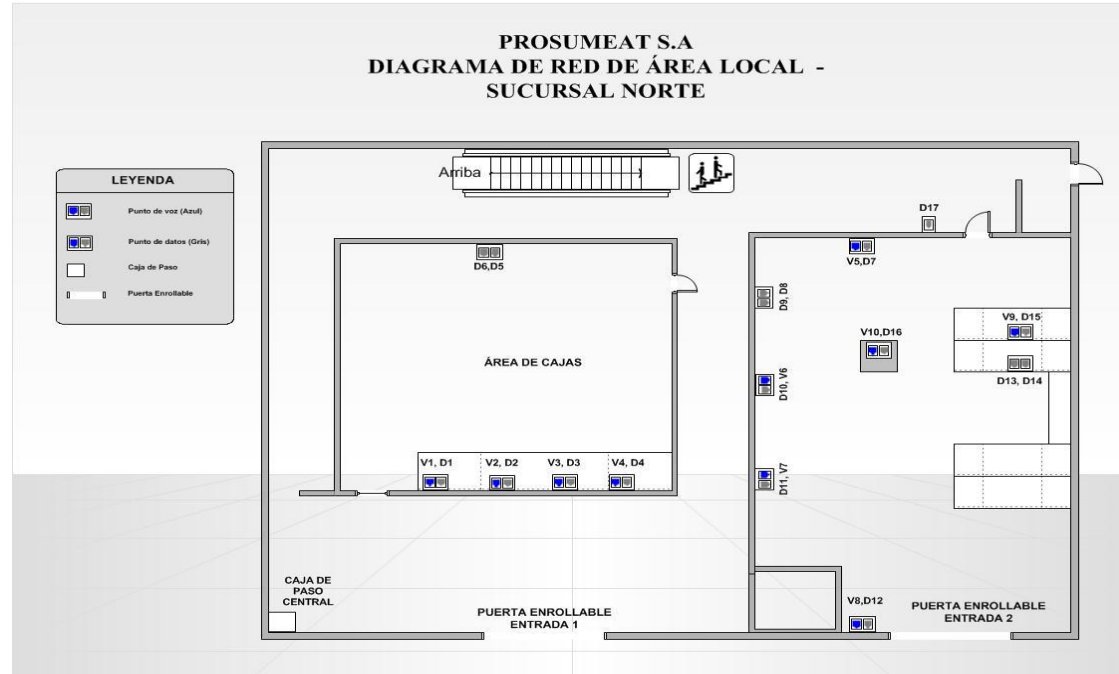 PROSUMEAT S.A
DIAGRAMA DE RED DE ÁREA LOCAL -
SUCURSAL NORTE
LEYENDA
Punto de voz (Azul)
Punto de datos (Gris)
Caja de Paso
Puerta Enrollable
Arriba
D17
D6,D5
V5,D7
D9, D8
V10,D16
V9, D15
ÁREA DE CAJAS
D10, V6
D13, D14
V1, D1
V2, D2
V3, D3
V4, D4
D11, V7
CAJA DE
PASO
CENTRAL
PUERTA ENROLLABLE
ENTRADA 1
V8,D12
PUERTA ENROLLABLE
ENTRADA 2